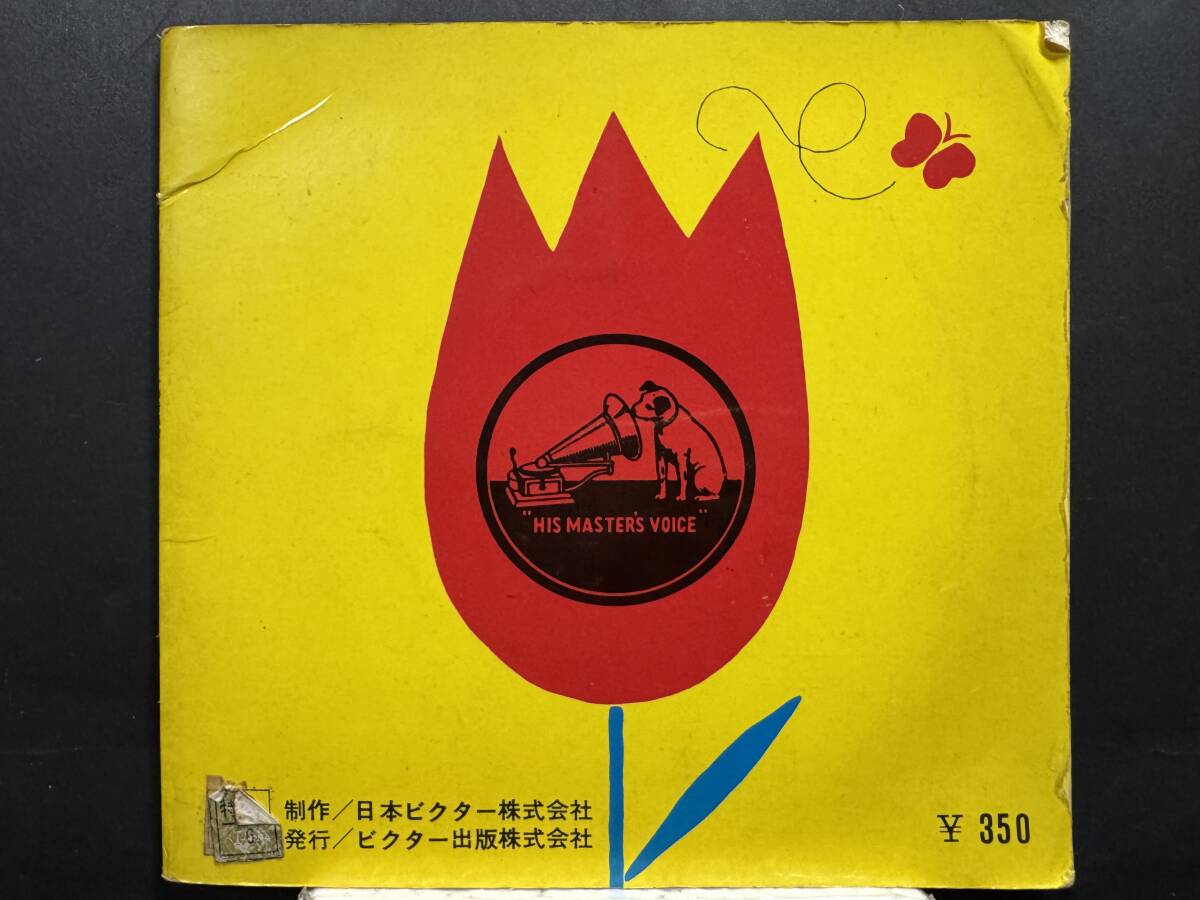 "HIS MASTER'S VOICE"
特
制作／日本ビクター株式会社
発行／ビクター出版株式会社
¥ 350